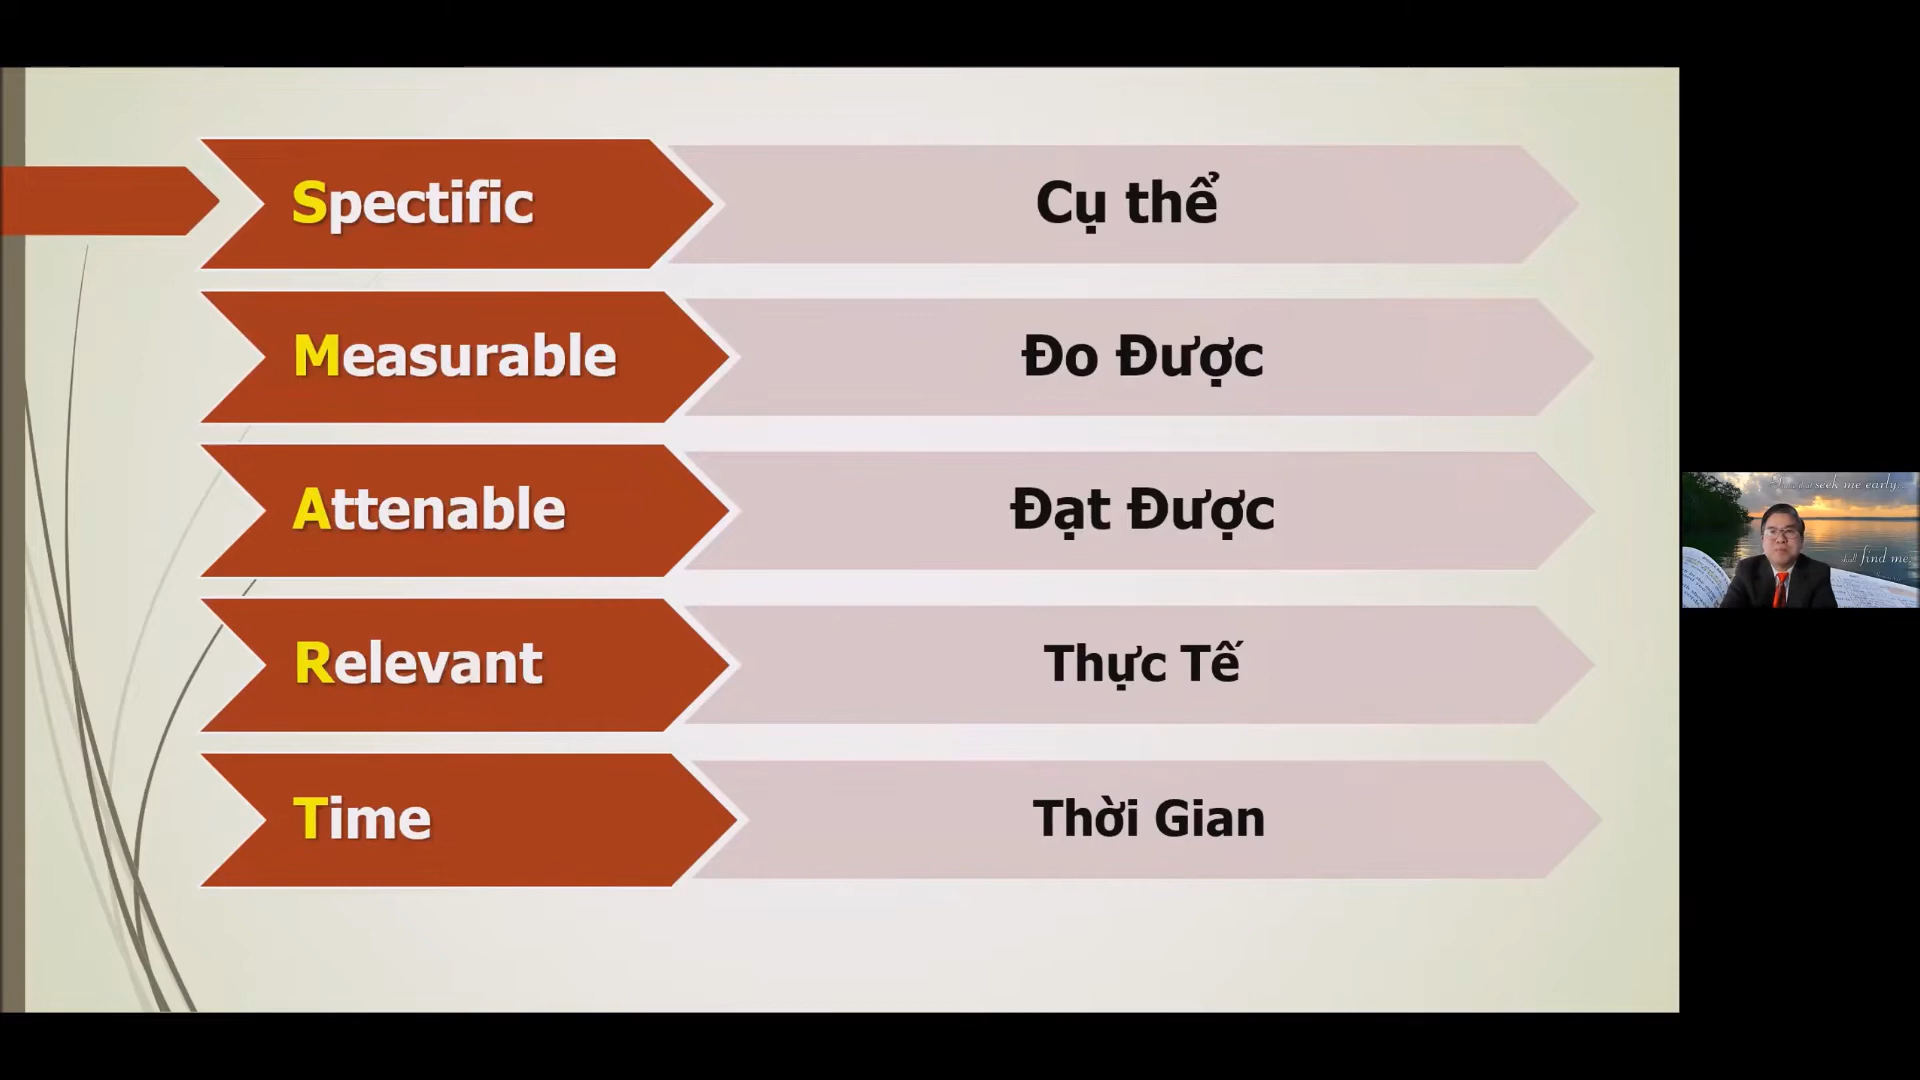 Spectific
Cụ thể
Measurable
Đo Được
Attenable
Đạt Được
Relevant
Thực Tế
Time
Thời Gian
seek me early...
shall find me.